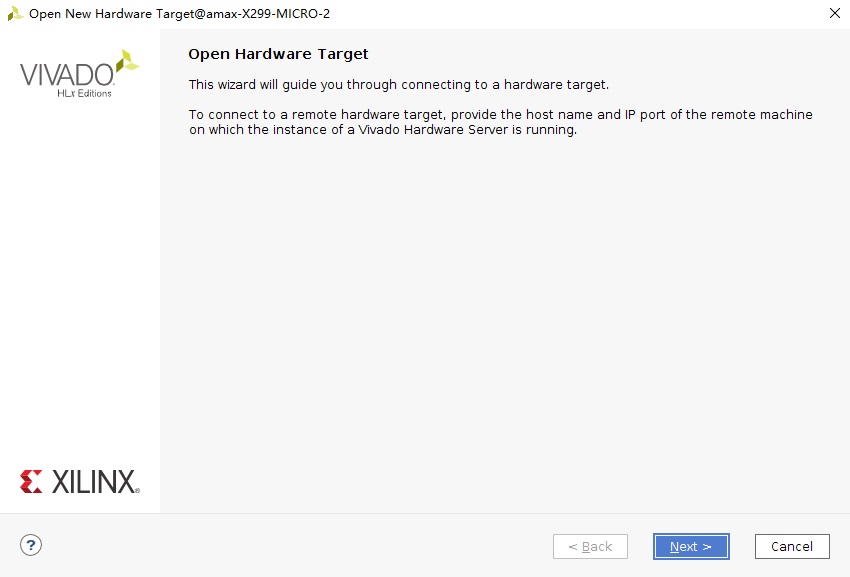 Open New Hardware Target@amax-X299-MICRO-2
VIVADO
HLx Editions
Open Hardware Target
This wizard will guide you through connecting to a hardware target.
To connect to a remote hardware target, provide the host name and IP port of the remote machine
on which the instance of a Vivado Hardware Server is running.
XILINX
?
< Back
Next >
Cancel